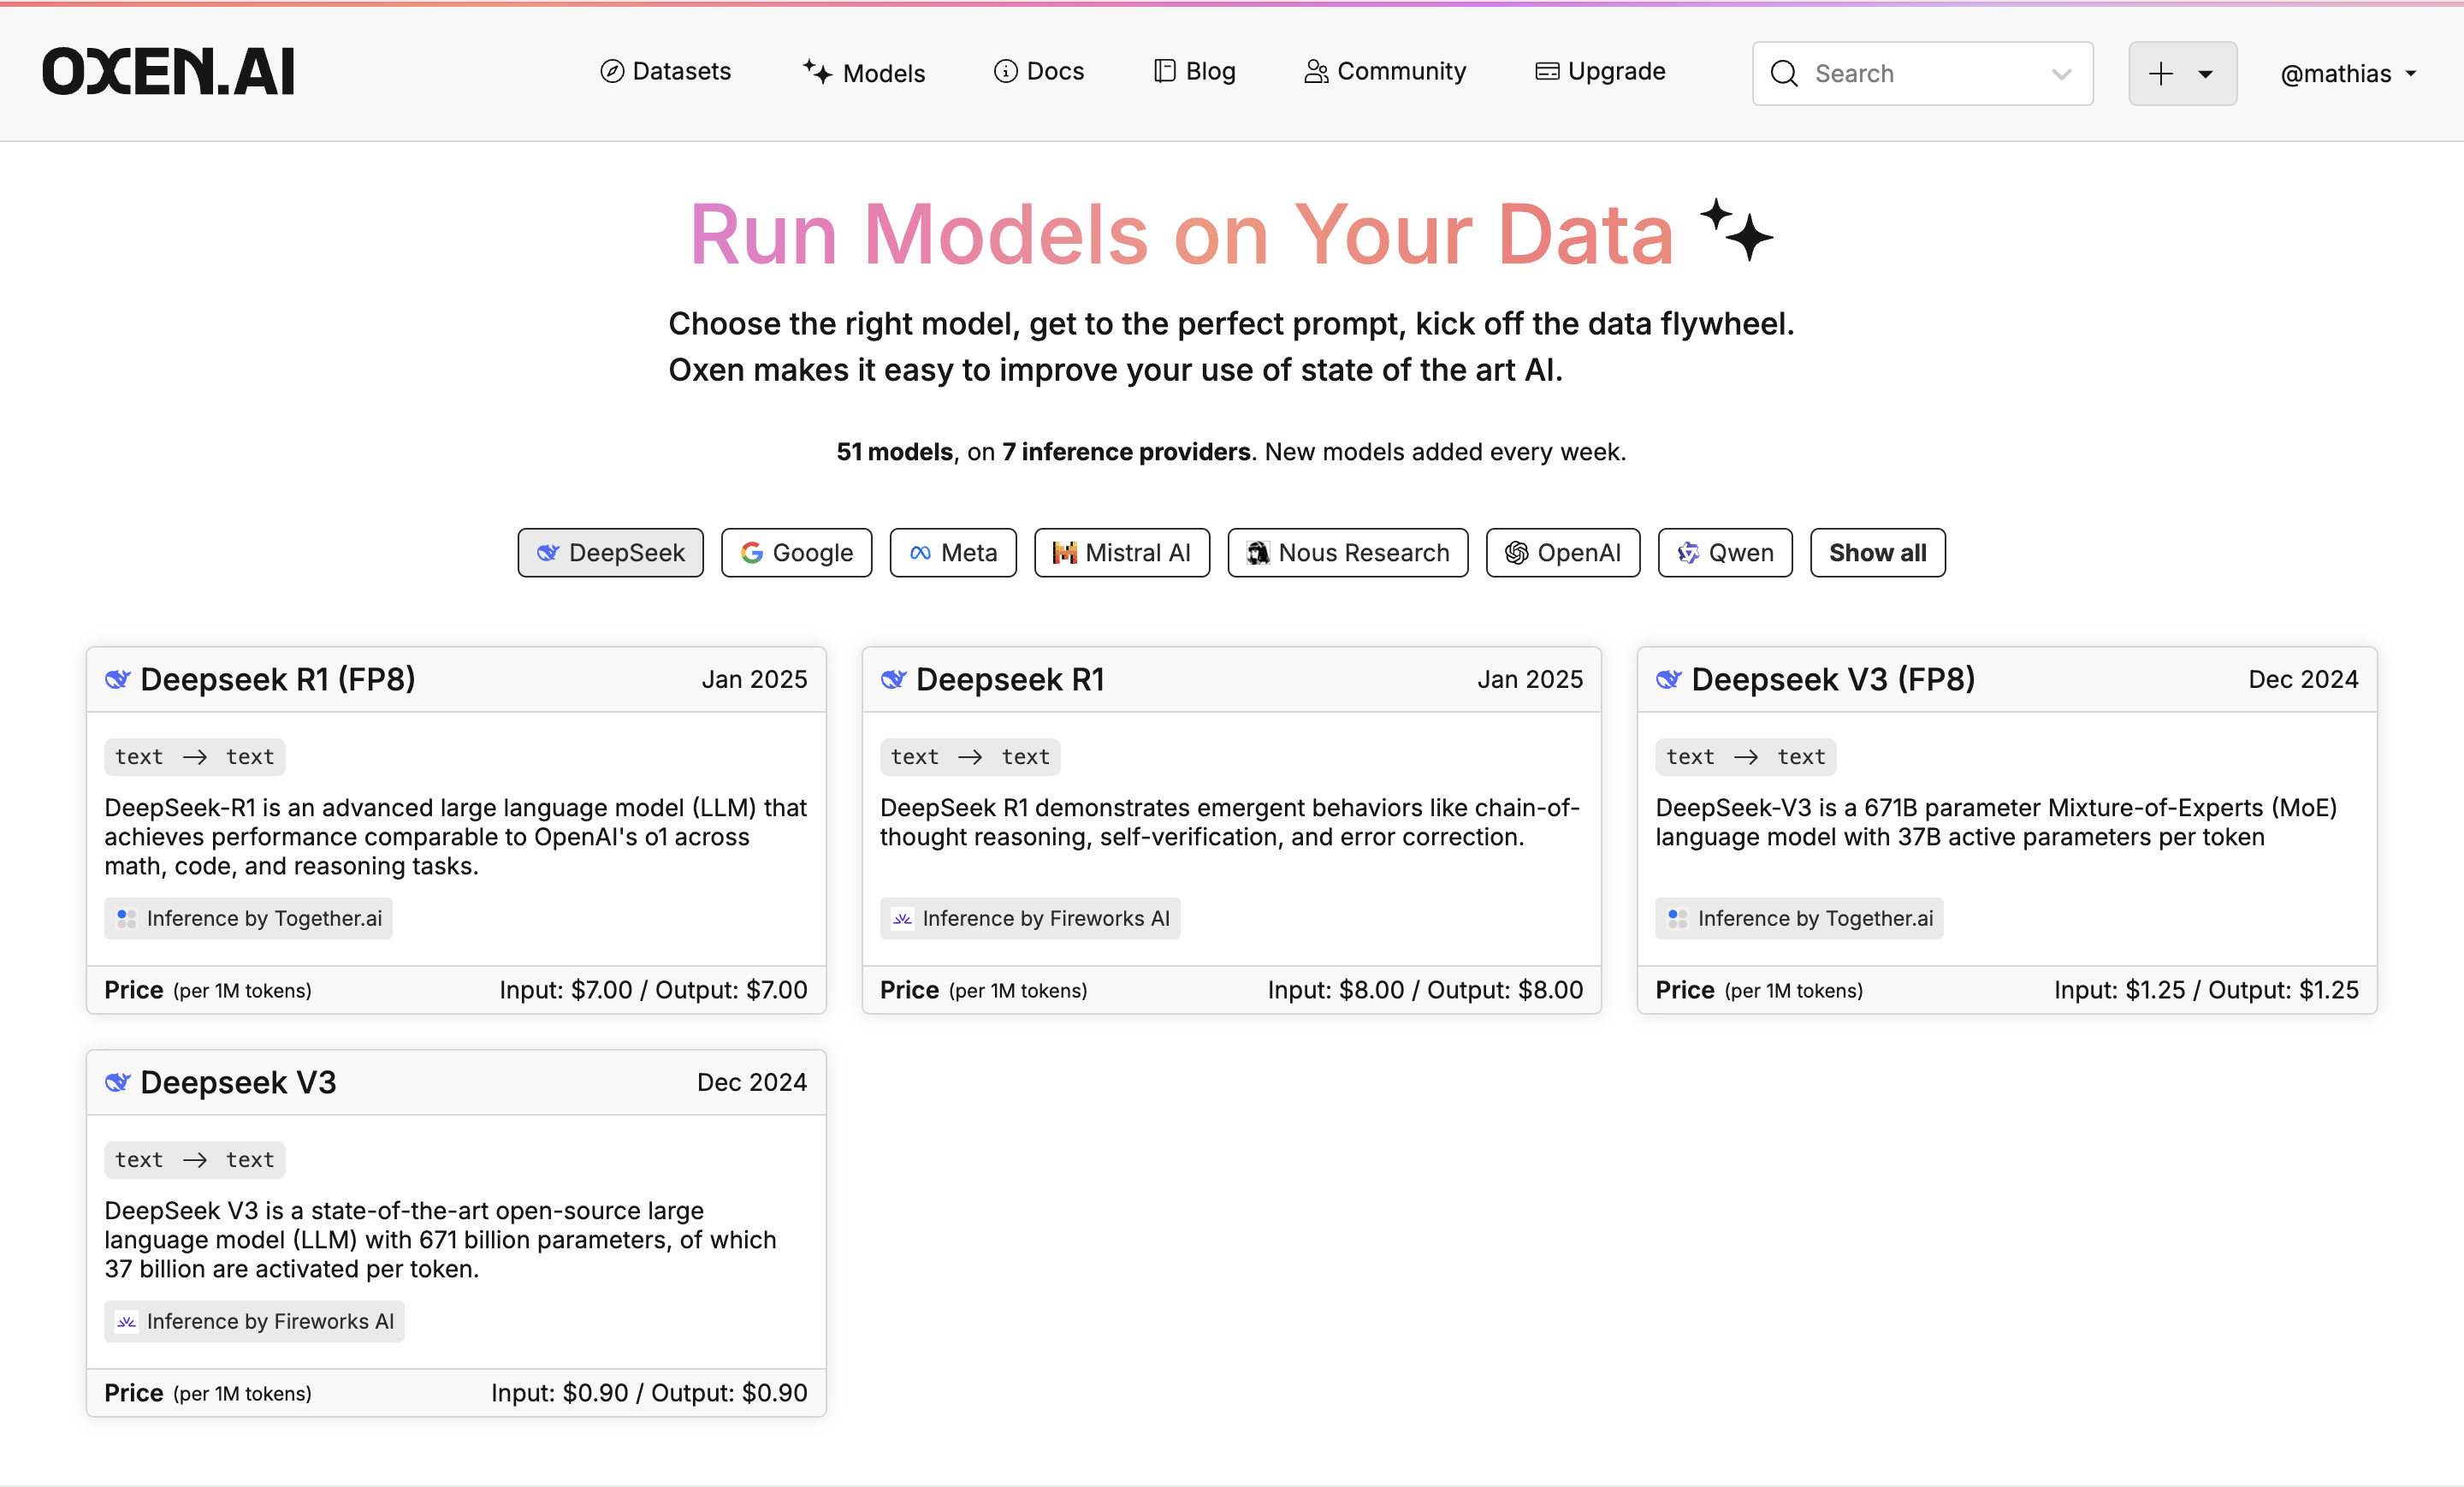 OXEN.AI
Datasets
Models
Docs
Blog
Community
Upgrade
Search
@mathias
Run Models on Your Data
Choose the right model, get to the perfect prompt, kick off the data flywheel.
Oxen makes it easy to improve your use of state of the art AI.
51 models, on 7 inference providers. New models added every week.
DeepSeek
Google
Meta
Mistral AI
Nous Research
OpenAI
Qwen
Show all
Deepseek R1 (FP8)
Jan 2025
text → text
DeepSeek-R1 is an advanced large language model (LLM) that
achieves performance comparable to OpenAI's o1 across
math, code, and reasoning tasks.
Inference by Together.ai
Price (per 1M tokens)
Input: $7.00 / Output: $7.00
Deepseek R1
Jan 2025
text → text
DeepSeek R1 demonstrates emergent behaviors like chain-of-
thought reasoning, self-verification, and error correction.
Inference by Fireworks AI
Price (per 1M tokens)
Input: $8.00 / Output: $8.00
Deepseek V3 (FP8)
Dec 2024
text → text
DeepSeek-V3 is a 671B parameter Mixture-of-Experts (MoE)
language model with 37B active parameters per token
Inference by Together.ai
Price (per 1M tokens)
Input: $1.25 / Output: $1.25
Deepseek V3
Dec 2024
text → text
DeepSeek V3 is a state-of-the-art open-source large
language model (LLM) with 671 billion parameters, of which
37 billion are activated per token.
Inference by Fireworks AI
Price (per 1M tokens)
Input: $0.90 / Output: $0.90